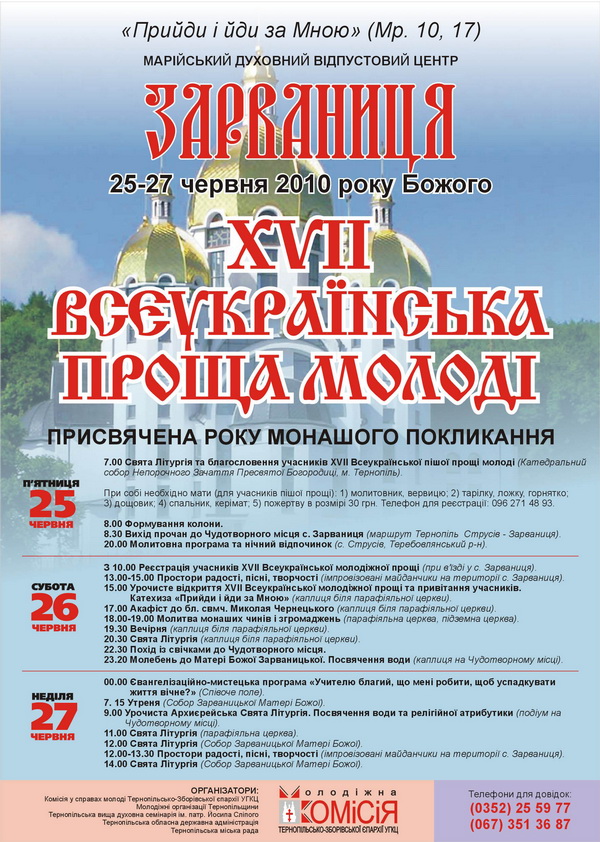 «Прийди і йди за Мною» (Мр. 10, 17)
МАРІЙСЬКИЙ ДУХОВНИЙ ВІДПУСТОВИЙ ЦЕНТР
ЗАРВАНИЦЯ
25-27 червня 2010 року Божого
XVII
ВСЕУКРАЇНСЬКА
ПРОЩА МОЛОДІ
ПРИСВЯЧЕНА РОКУ МОНАШОГО ПОКЛИКАННЯ
П'ЯТНИЦЯ
25
ЧЕРВНЯ
7.00 Свята Літургія та благословення учасників XVII Всеукраїнської пішої прощі молоді (Катедральний
собор Непорочного Зачаття Пресвятої Богородиці, м. Тернопіль).
При собі необхідно мати (для учасників пішої прощі): 1) молитовник, вервицю; 2) тарілку, ложку, горнятко;
3) дощовик; 4) спальник, керімат; 5) пожертву в розмірі 30 грн. Телефон для реєстрації: 096 271 48 93.
8.00 Формування колони.
8.30 Вихід прочан до Чудотворного місця с. Зарваниця (маршрут Тернопіль Струсів - Зарваниця).
20.00 Молитовна програма та нічний відпочинок (с. Струсів, Теребовлянський р-н).
СУБОТА
26
ЧЕРВНЯ
З 10.00 Реєстрація учасників XVII Всеукраїнської молодіжної прощі (при в'їзді у с. Зарваниця).
13.00-15.00 Простори радості, пісні, творчості (імпровізовані майданчики на території с. Зарваниця).
15.00 Урочисте відкриття XVII Всеукраїнської молодіжної прощі та привітання учасників.
Катехиза «Прийди і йди за Мною» (каплиця біля парафіяльної церкви).
17.00 Акафіст до бл. свмч. Миколая Чернецького (каплиця біля парафіяльної церкви).
18.00-19.00 Молитва монаших чинів і згромаджень (парафіяльна церква, підземна церква).
19.30 Вечірня (каплиця біля парафіяльної церкви).
20.30 Свята Літургія (каплиця біля парафіяльної церкви).
22.30 Похід із свічками до Чудотворного місця.
23.20 Молебень до Матері Божої Зарваницької. Посвячення води (каплиця на Чудотворному місці).
НЕДІЛЯ
27
ЧЕРВНЯ
00.00 Євангелізаційно-мистецька програма «Учителю благий, що мені робити, щоб успадкувати
життя вічне?» (Співоче поле).
7. 15 Утреня (Собор Зарваницької Матері Божої).
9.00 Урочиста Архиєрейська Свята Літургія. Посвячення води та релігійної атрибутики (подіум на
Чудотворному місці).
11.00 Свята Літургія (парафіяльна церква).
12.00 Свята Літургія (Собор Зарваницької Матері Божої).
12.00-13.30 Простори радості, пісні, творчості (імпровізовані майданчики на території с. Зарваниця).
14.00 Свята Літургія (Собор Зарваницької Матері Божої).
ОРГАНІЗАТОРИ:
Комісія у справах молоді Тернопільсько-Зборівської єпархії УГКЦ
Молодіжні організації Тернопільщини
Тернопільська вища духовна семінарія ім. патр. Йосипа Сліпого
Тернопільська обласна державна адміністрація
Тернопільська міська рада
Молодіжна
КОМІСІЯ
ТЕРНОПІЛЬСЬКО-ЗБОРІВСЬКОЇ ЄПАРХІЇ УГКЦ
Телефони для довідок:
(0352) 25 59 77
(067) 351 36 87